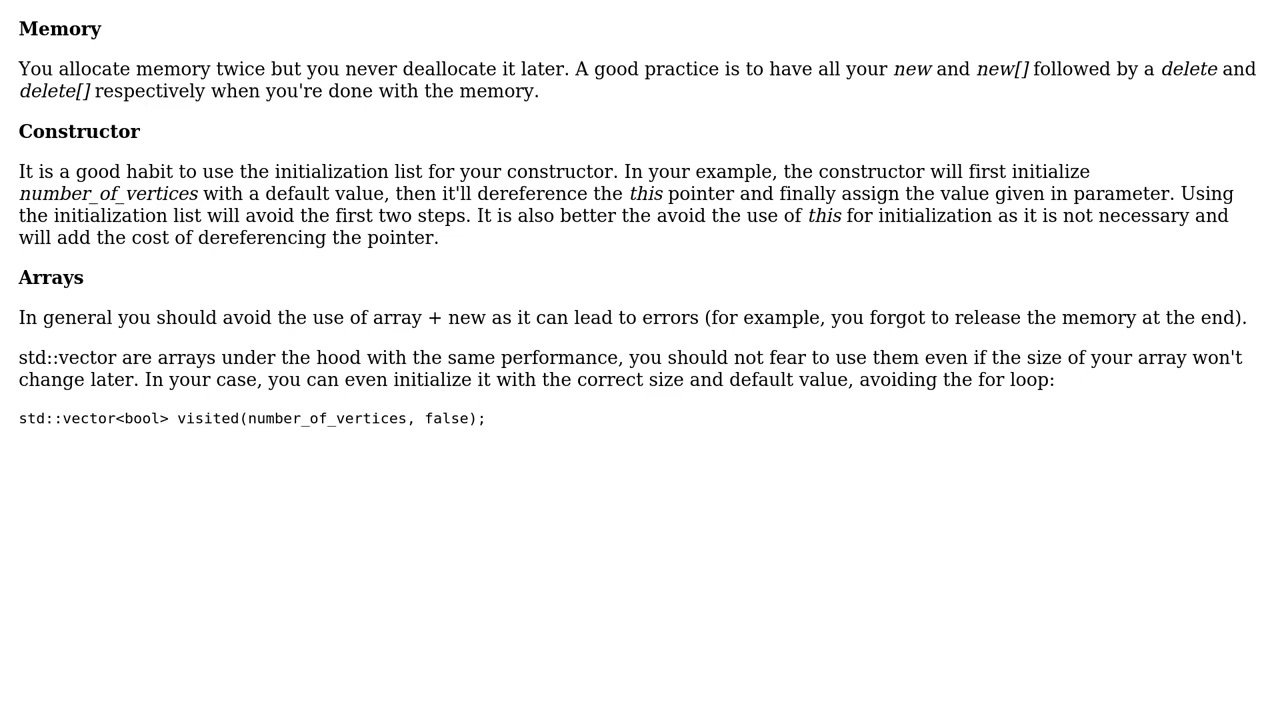 Memory
You allocate memory twice but you never deallocate it later. A good practice is to have all your new and new[] followed by a delete and
delete[] respectively when you're done with the memory.
Constructor
It is a good habit to use the initialization list for your constructor. In your example, the constructor will first initialize
number_of_vertices with a default value, then it'll dereference the this pointer and finally assign the value given in parameter. Using
the initialization list will avoid the first two steps. It is also better the avoid the use of this for initialization as it is not necessary and
will add the cost of dereferencing the pointer.
Arrays
In general you should avoid the use of array + new as it can lead to errors (for example, you forgot to release the memory at the end).
std::vector are arrays under the hood with the same performance, you should not fear to use them even if the size of your array won't
change later. In your case, you can even initialize it with the correct size and default value, avoiding the for loop:
std::vector<bool> visited(number_of_vertices, false);